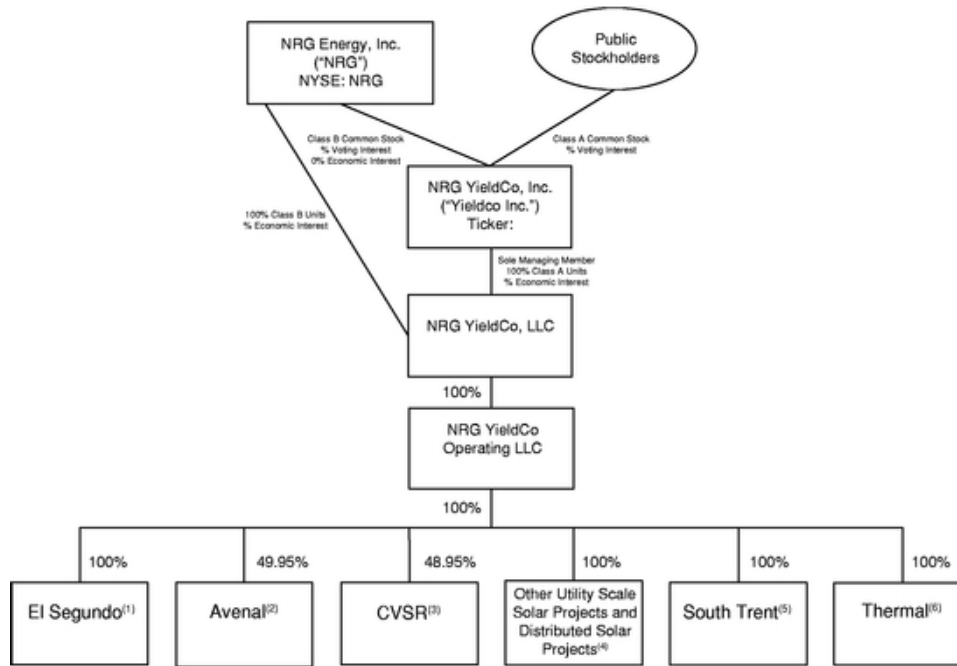 NRG Energy, Inc.
("NRG")
NYSE: NRG
Public
Stockholders
Class B Common Stock
% Voting Interest
0% Economic Interest
Class A Common Stock
% Voting Interest
NRG YieldCo, Inc.
("Yieldco Inc.")
Ticker:
100% Class B Units
% Economic Interest
Sole Managing Member
100% Class A Units
% Economic Interest
NRG YieldCo, LLC
100%
NRG YieldCo
Operating LLC
100%
100%
49.95%
48.95%
100%
100%
100%
El Segundo(1)
Avenal(2)
CVSR(3)
Other Utility Scale
Solar Projects and
Distributed Solar
Projects(4)
South Trent(5)
Thermal(6)